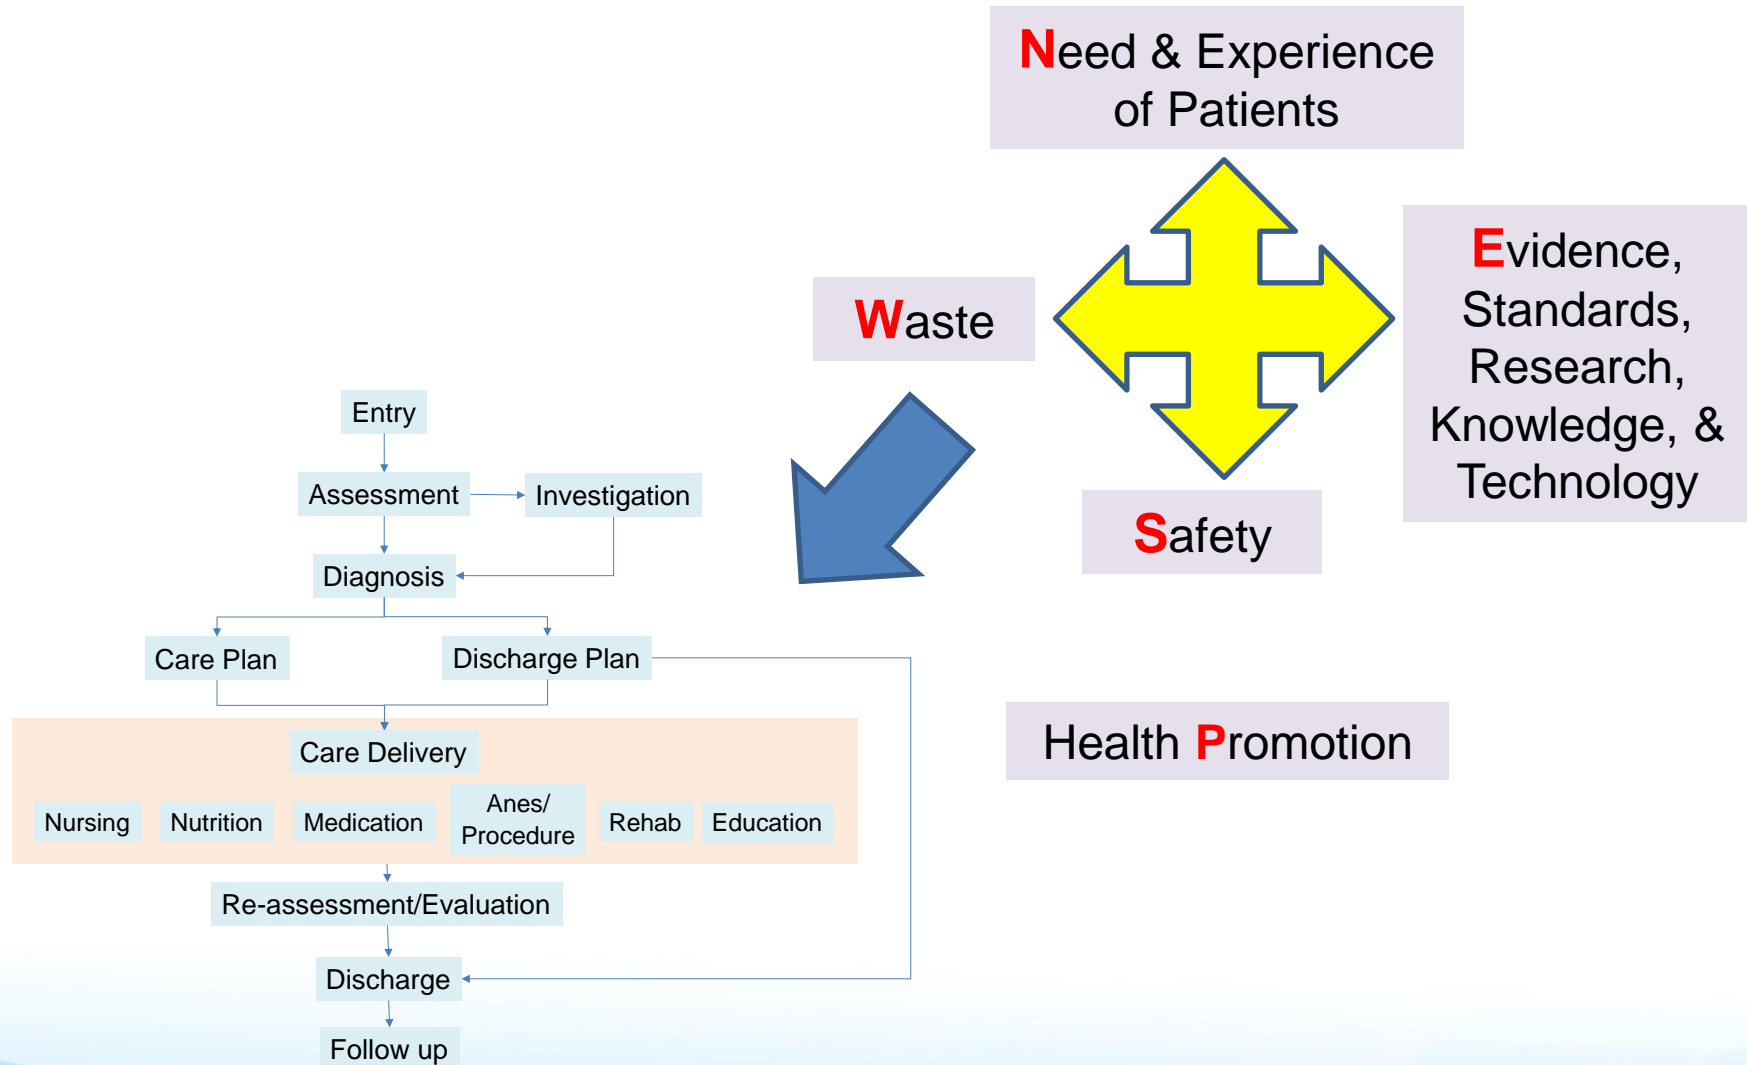 Need & Experience
of Patients
Waste
Evidence,
Standards,
Research,
Knowledge, &
Technology
Safety
Health Promotion
Entry
Assessment
Investigation
Diagnosis
Care Plan
Discharge Plan
Care Delivery
Nursing
Nutrition
Medication
Anes/
Procedure
Rehab
Education
Re-assessment/Evaluation
Discharge
Follow up